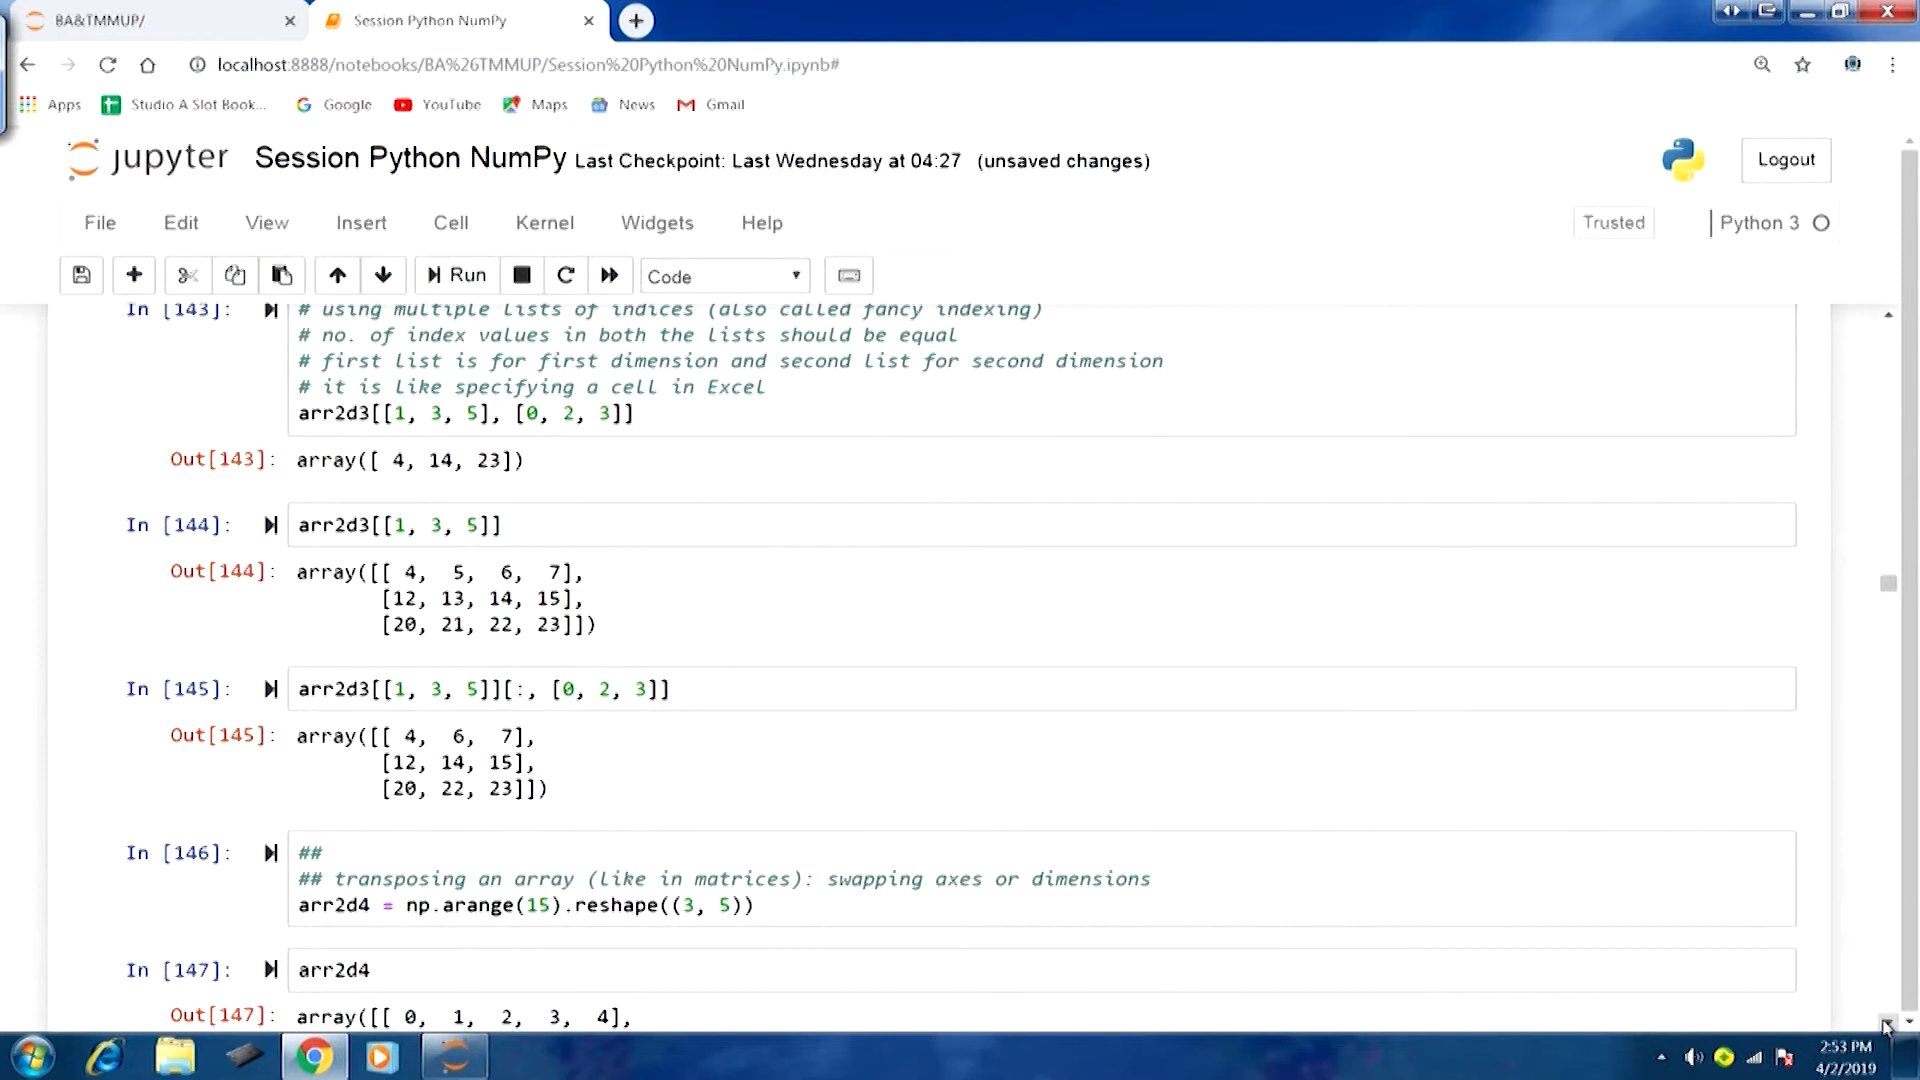 BA&TMMUP/
Session Python NumPy
localhost:8888/notebooks/BA%26TMMUP/Session%20Python%20NumPy.ipynb#
Apps Studio A Slot Book... Google YouTube Maps News Gmail
jupyter Session Python NumPy Last Checkpoint: Last Wednesday at 04:27 (unsaved changes) Logout
File Edit View Insert Cell Kernel Widgets Help Trusted Python 3
Run Code
In [143]: # using multiple lists of indices (also called fancy indexing)
# no. of index values in both the lists should be equal
# first list is for first dimension and second list for second dimension
# it is like specifying a cell in Excel
arr2d3[[1, 3, 5], [0, 2, 3]]
Out[143]: array([ 4, 14, 23])
In [144]: arr2d3[[1, 3, 5]]
Out[144]: array([[ 4, 5, 6, 7],
[12, 13, 14, 15],
[20, 21, 22, 23]])
In [145]: arr2d3[[1, 3, 5]][:, [0, 2, 3]]
Out[145]: array([[ 4, 6, 7],
[12, 14, 15],
[20, 22, 23]])
In [146]: ##
## transposing an array (like in matrices): swapping axes or dimensions
arr2d4 = np.arange(15).reshape((3, 5))
In [147]: arr2d4
Out[147]: array([[ 0, 1, 2, 3, 4],
2:53 PM
4/2/2019